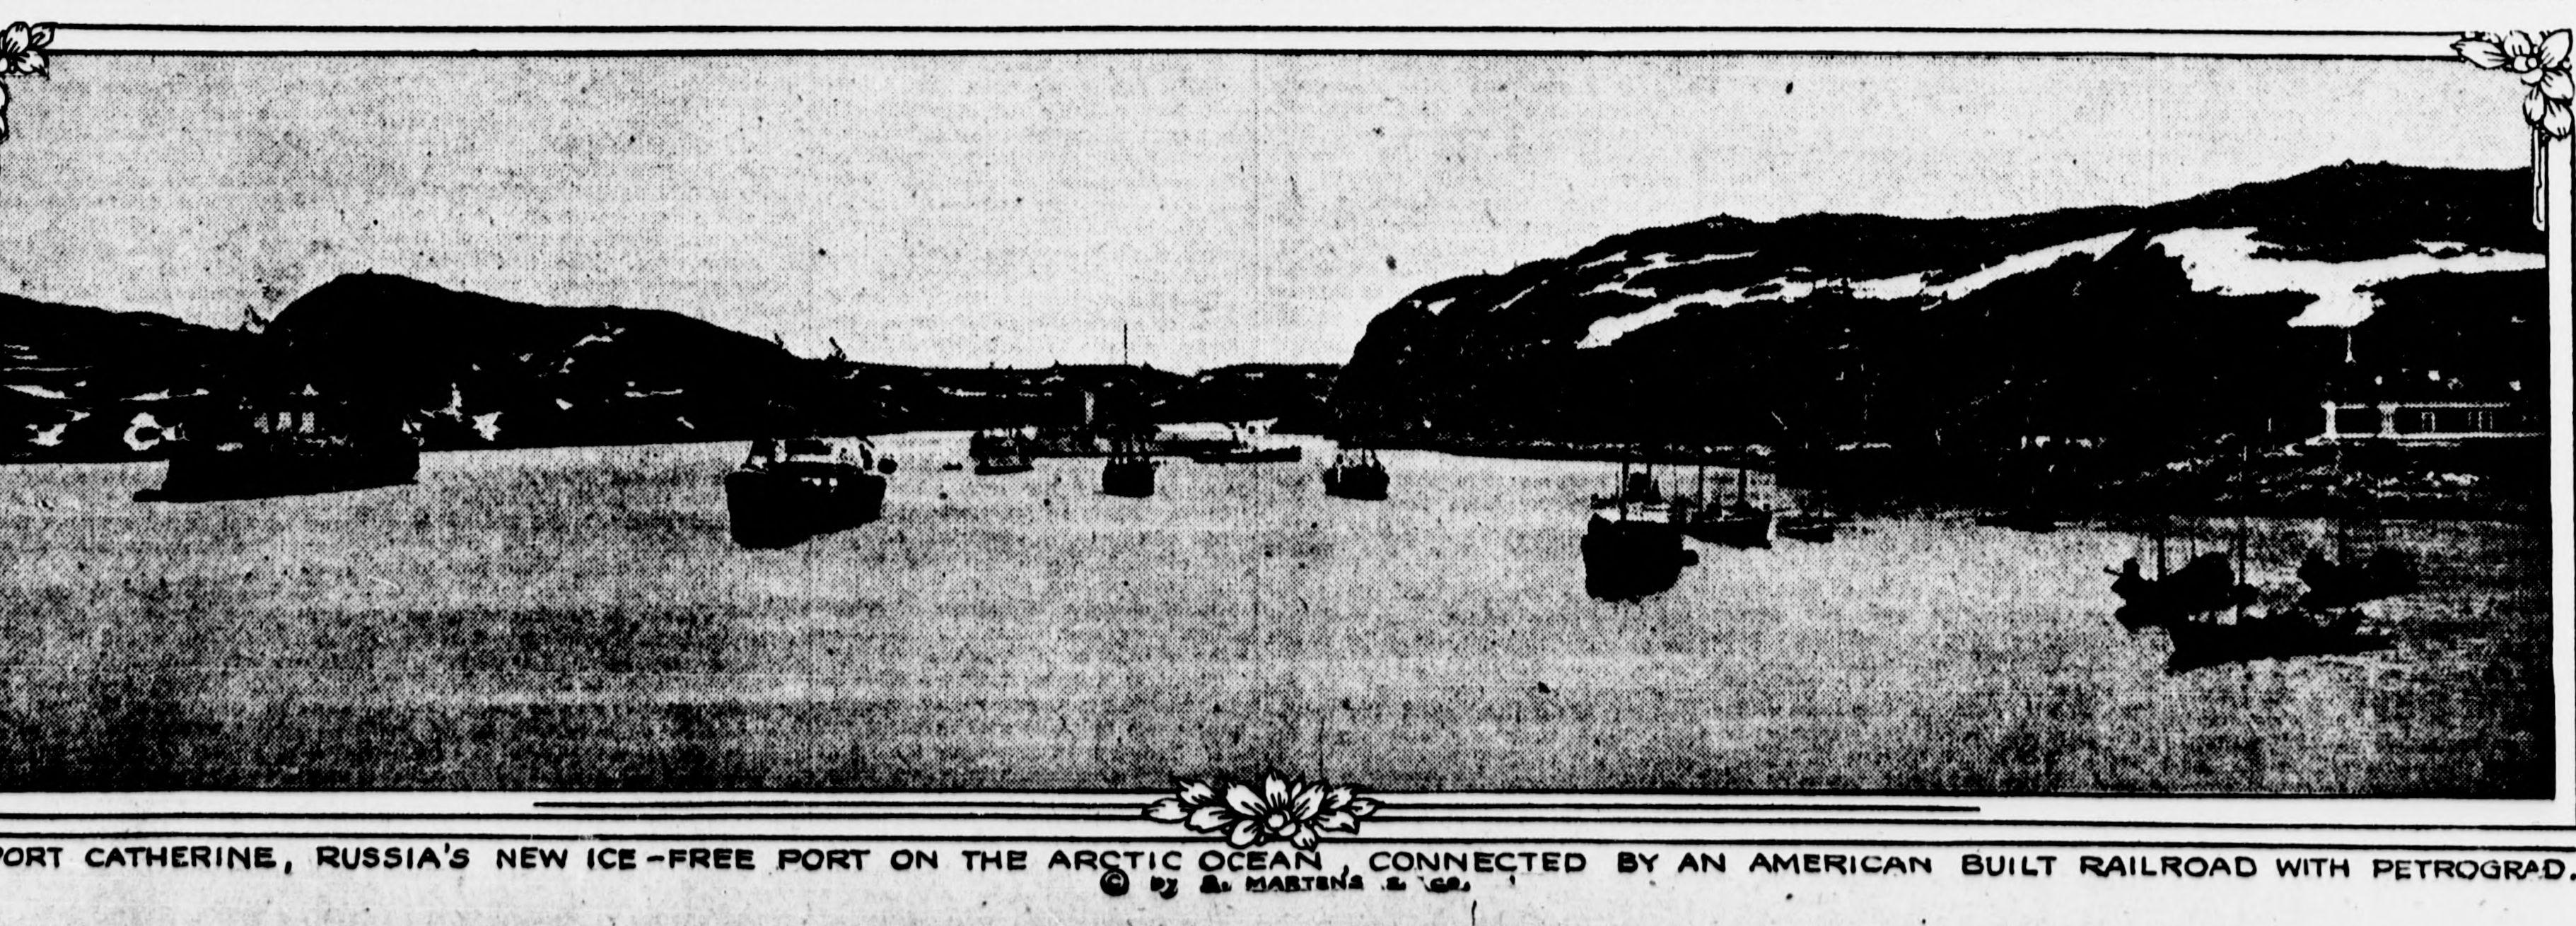 PORT CATHERINE, RUSSIA'S NEW ICE-FREE PORT ON THE ARCTIC OCEAN, CONNECTED BY AN AMERICAN BUILT RAILROAD WITH PETROGRAD.
© by R. MARTENS & CO.